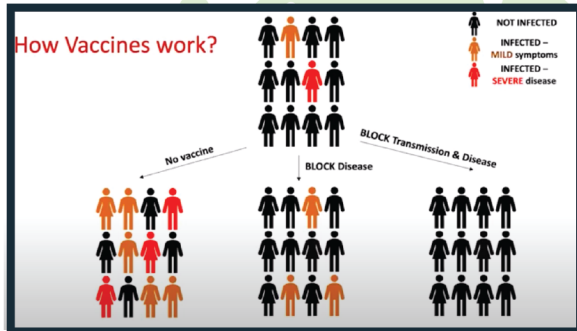 How Vaccines work?
NOT INFECTED
INFECTED –
MILD symptoms
INFECTED –
SEVERE disease
No vaccine
BLOCK Disease
BLOCK Transmission & Disease